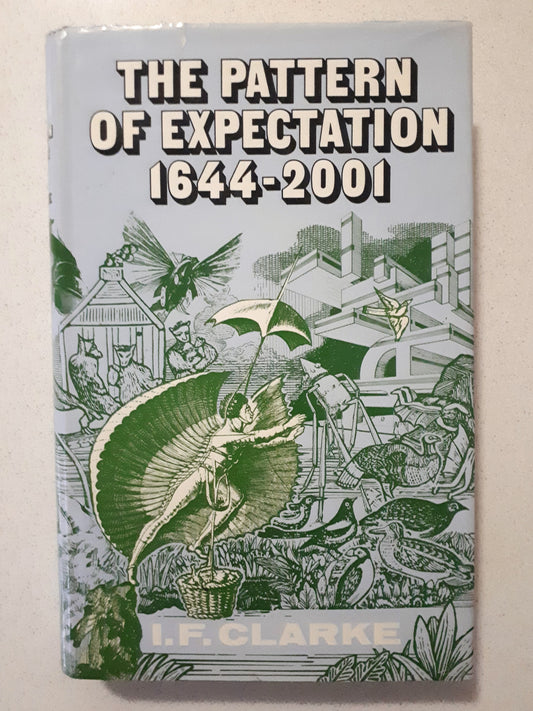 THE PATTERN
OF EXPECTATION
1644-2001
I.F. CLARKE